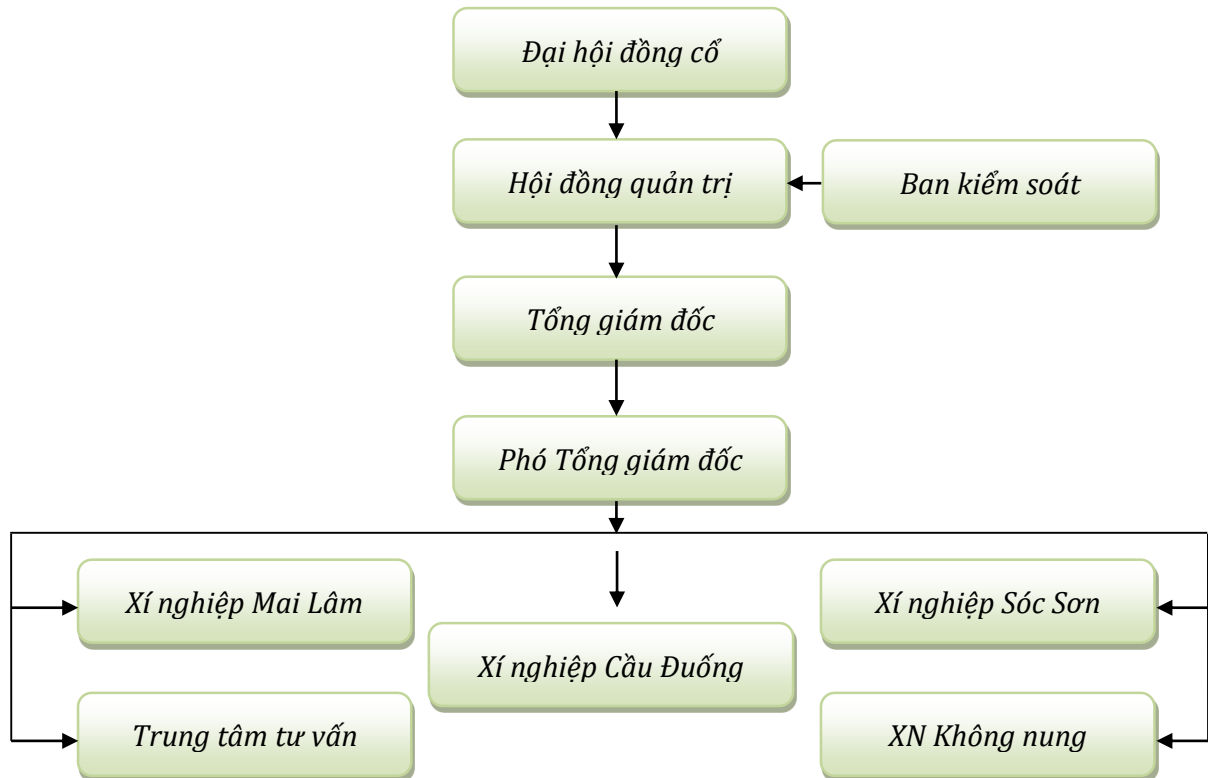 Đại hội đồng cổ
Hội đồng quản trị
Ban kiểm soát
Tổng giám đốc
Phó Tổng giám đốc
Xí nghiệp Mai Lâm
Xí nghiệp Sóc Sơn
Xí nghiệp Cầu Đuống
Trung tâm tư vấn
XN Không nung